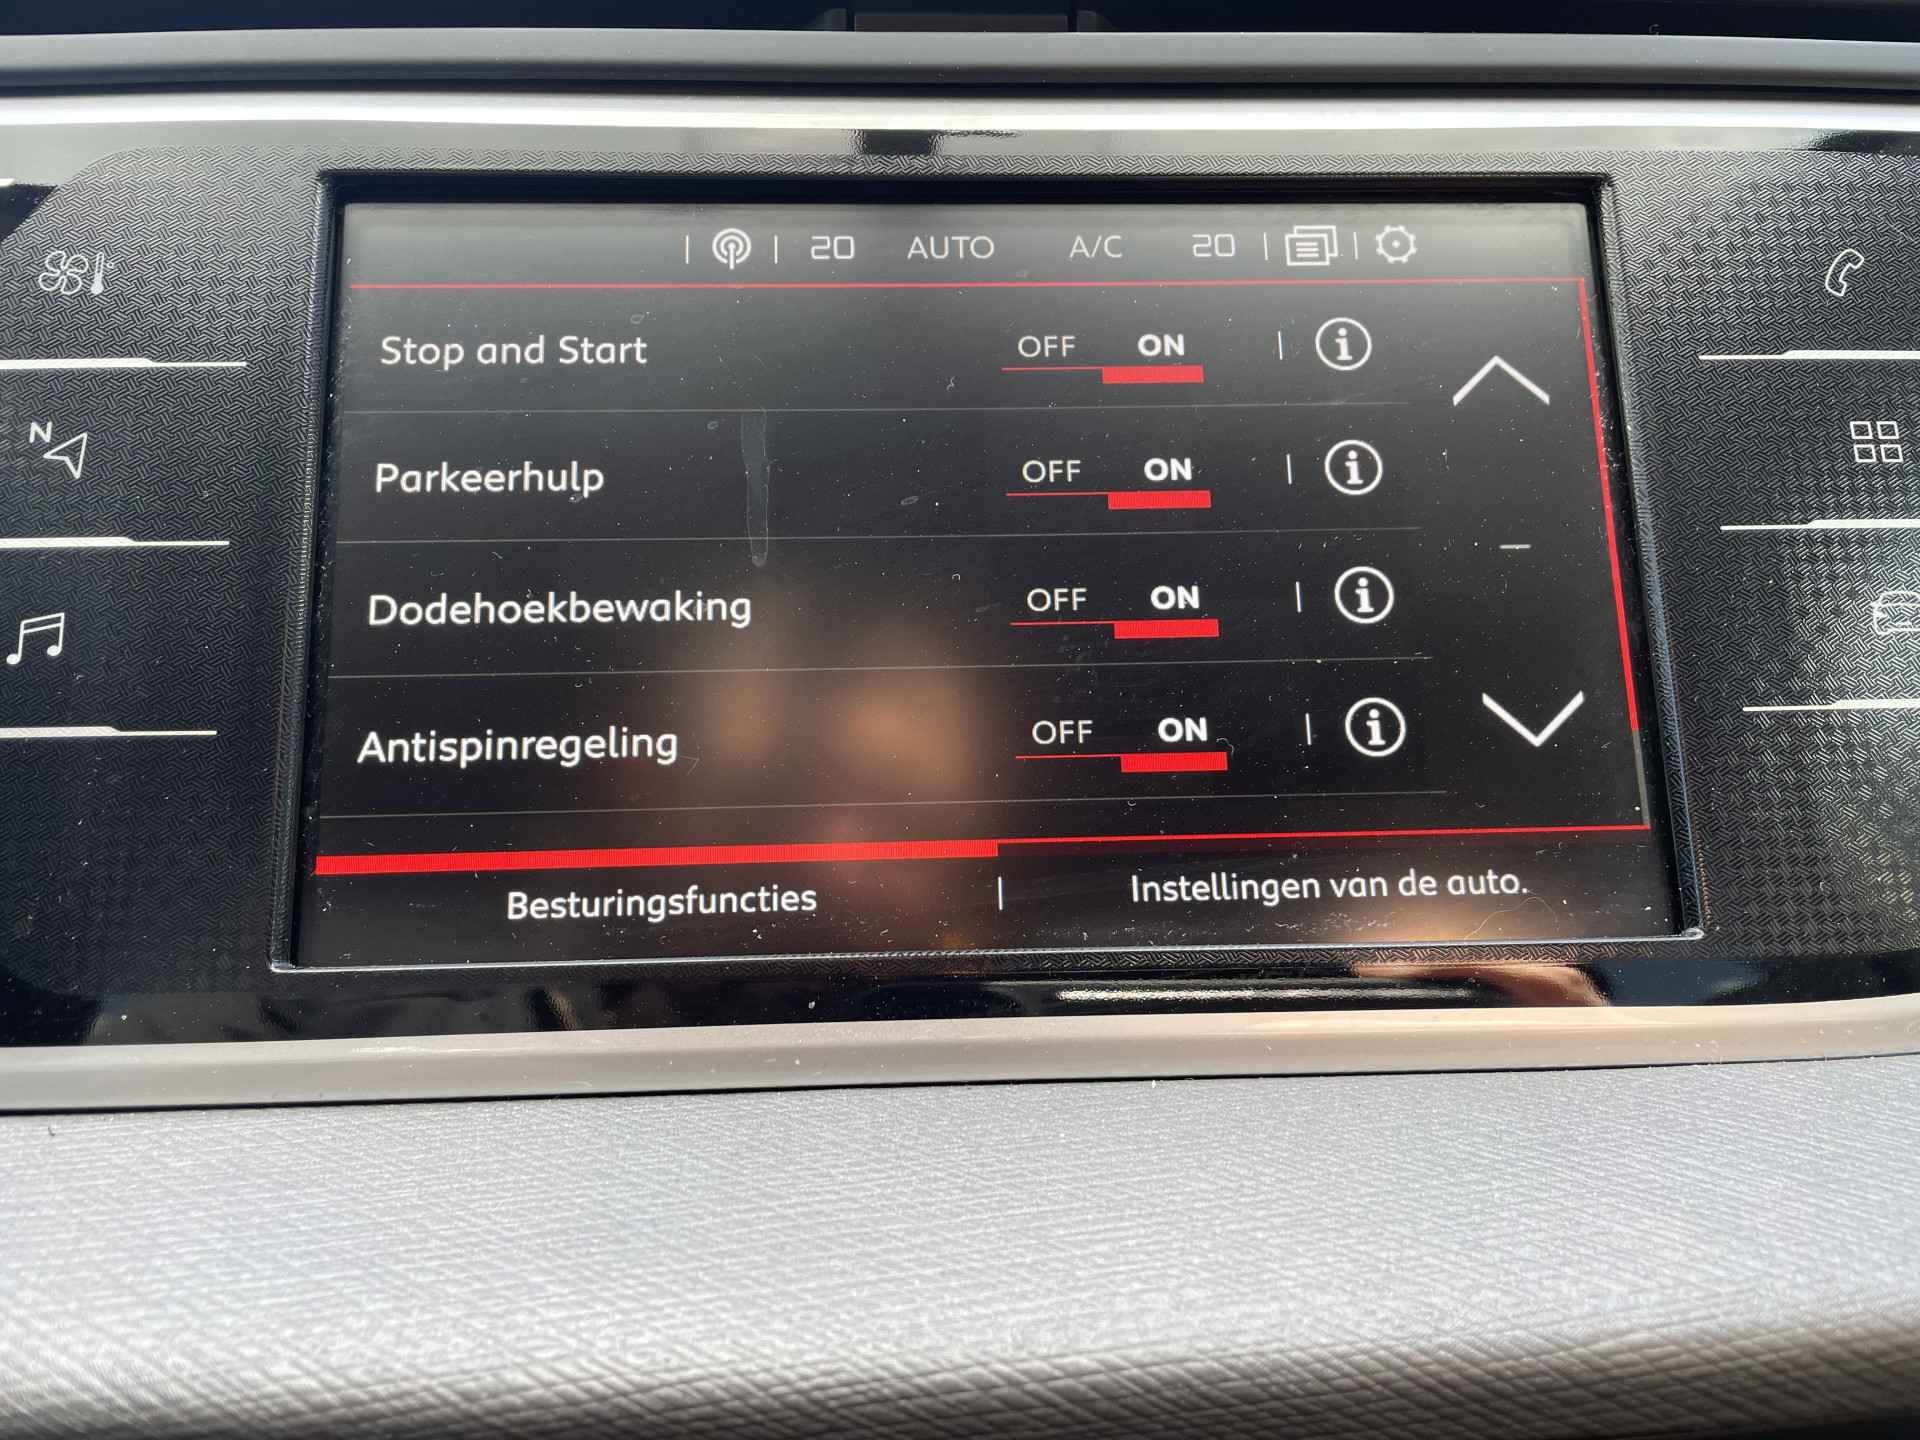 20 AUTO A/C 20
Stop and Start OFF ON
Parkeerhulp OFF ON
Dodehoekbewaking OFF ON
Antispinregeling OFF ON
Besturingsfuncties
Instellingen van de auto.
N